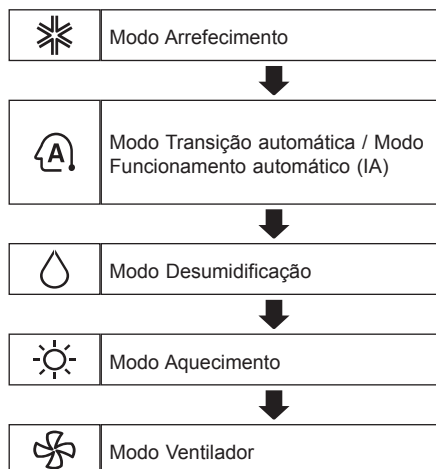 Modo Arrefecimento
A
Modo Transição automática / Modo
Funcionamento automático (IA)
Modo Desumidificação
Modo Aquecimento
Modo Ventilador